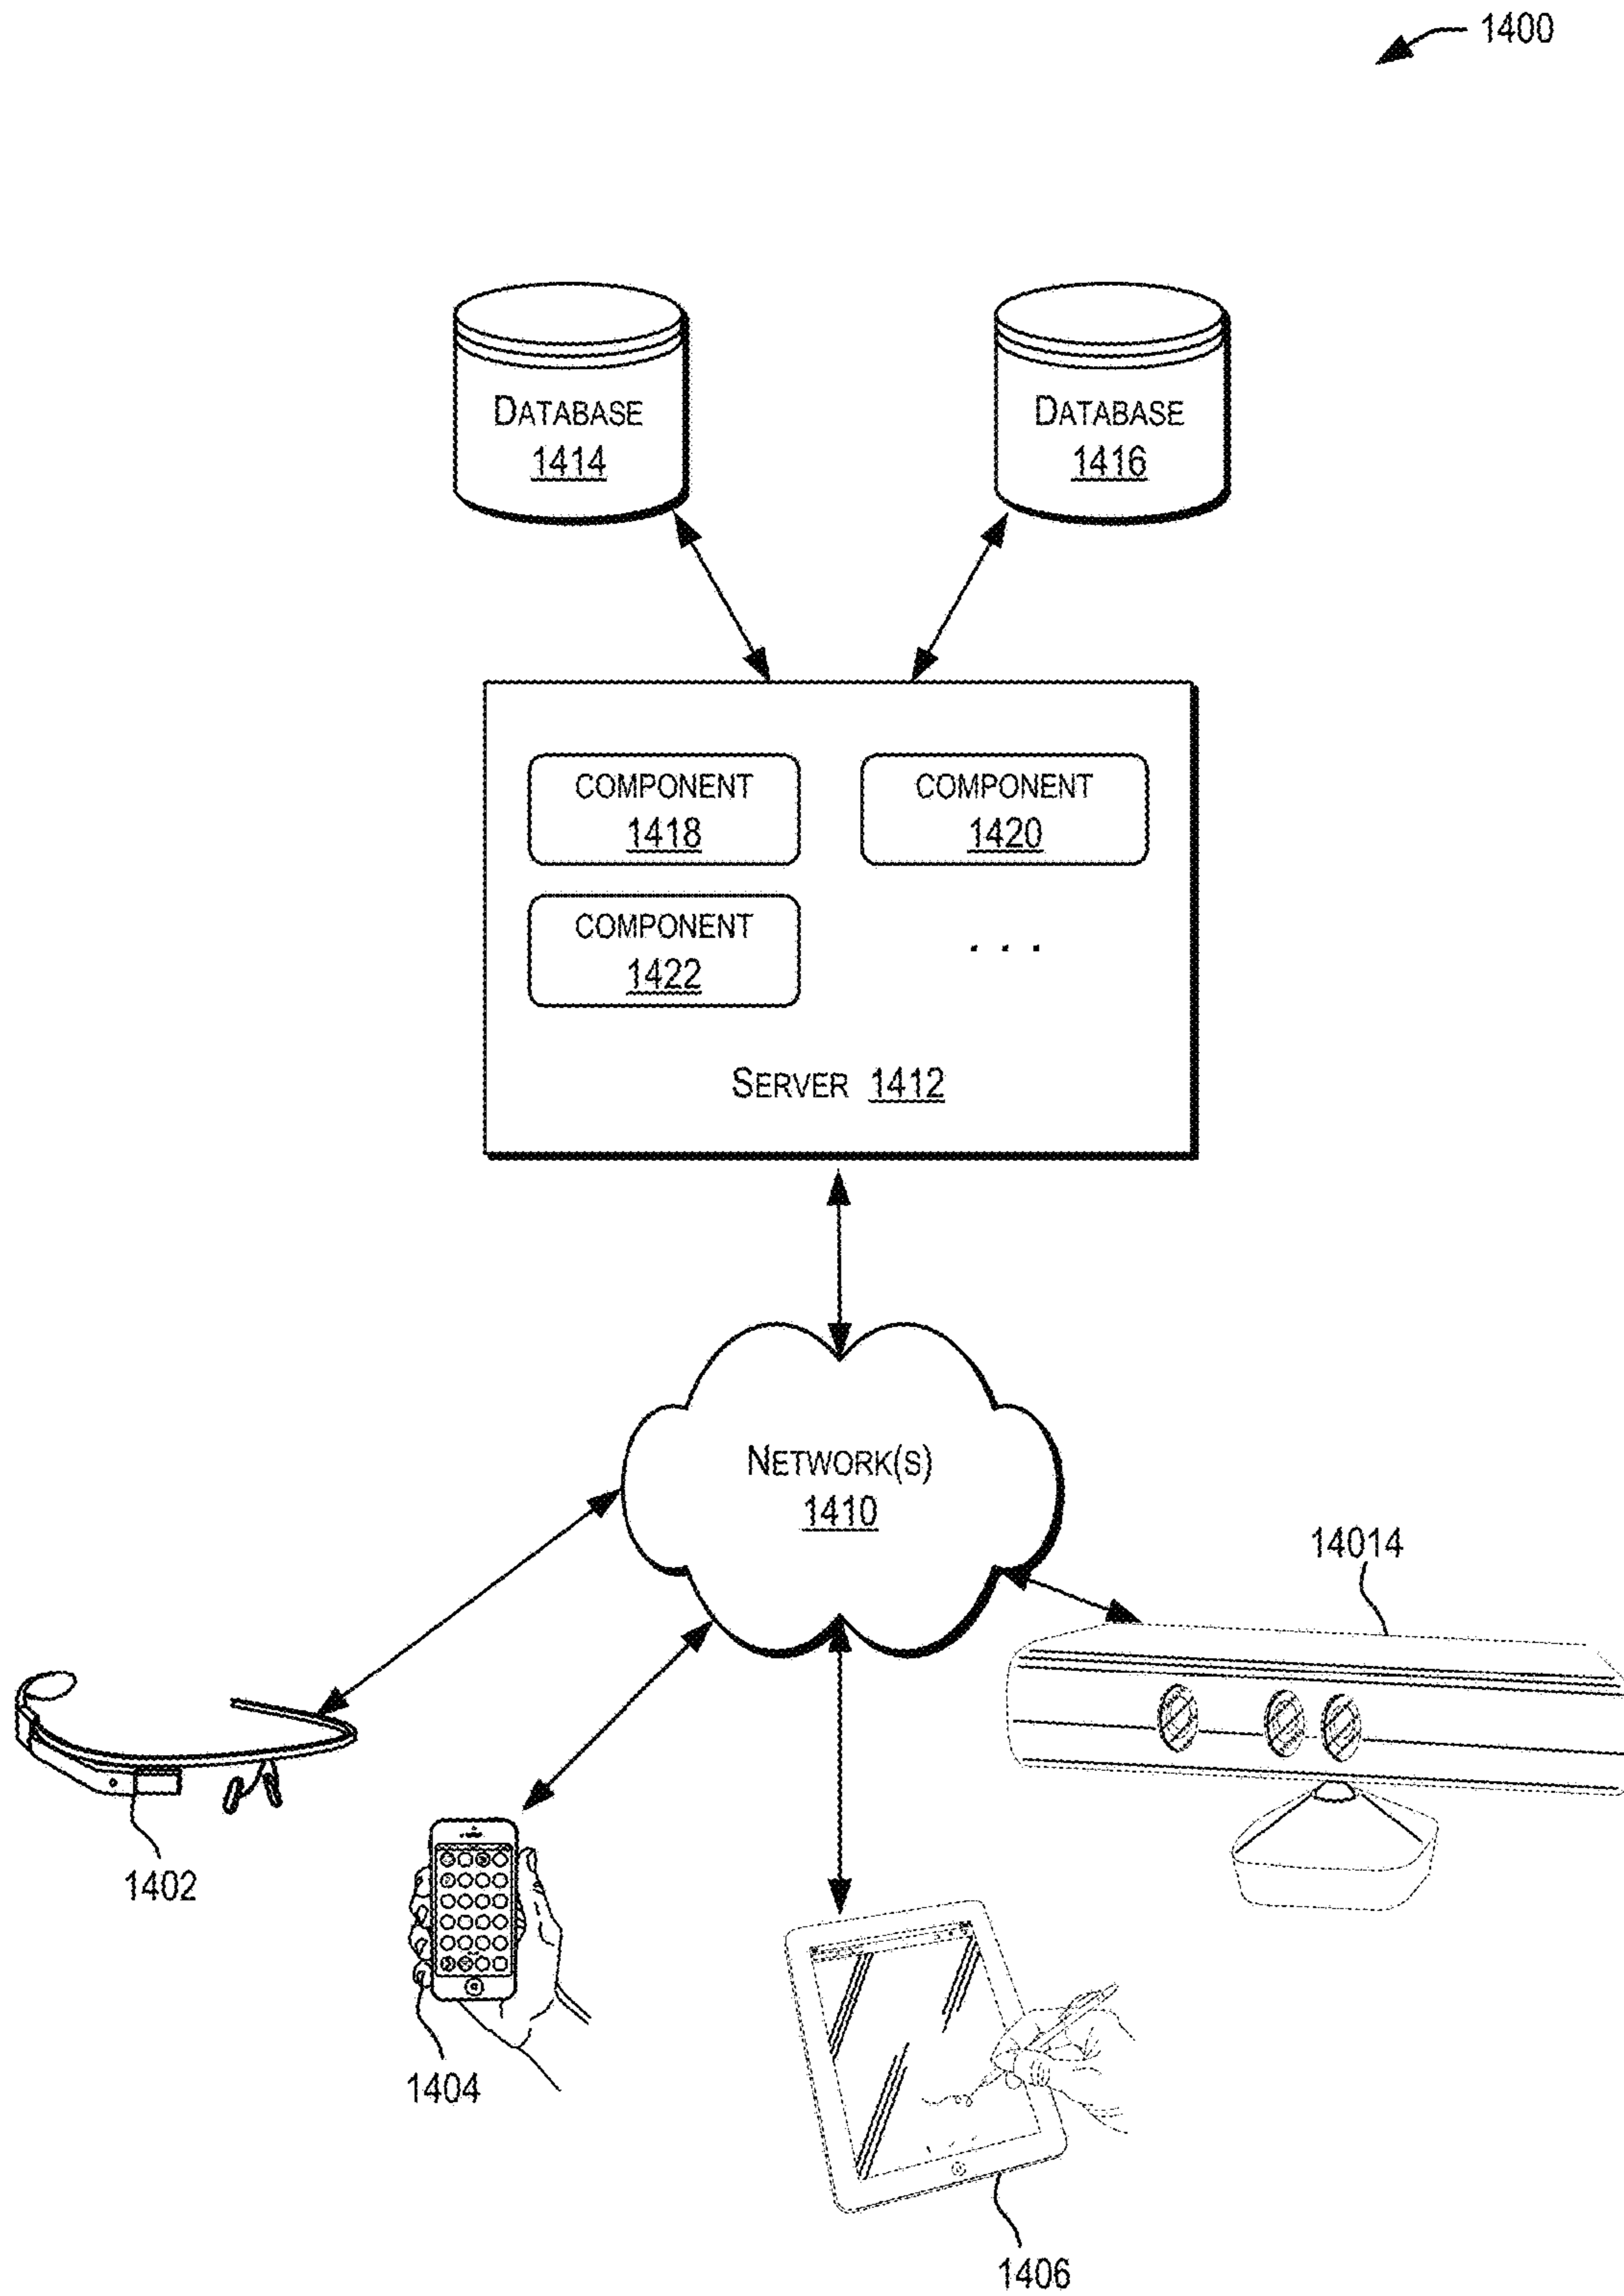 1400
DATABASE
1414
DATABASE
1416
COMPONENT
1418
COMPONENT
1420
COMPONENT
1422
. . .
SERVER 1412
NETWORK(S)
1410
14014
1402
1404
1406